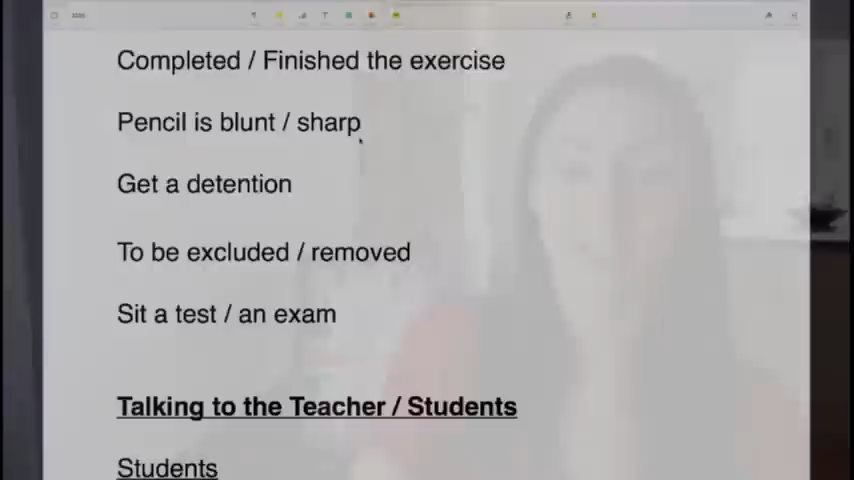 Completed / Finished the exercise
Pencil is blunt / sharp
Get a detention
To be excluded / removed
Sit a test / an exam
Talking to the Teacher / Students
Students